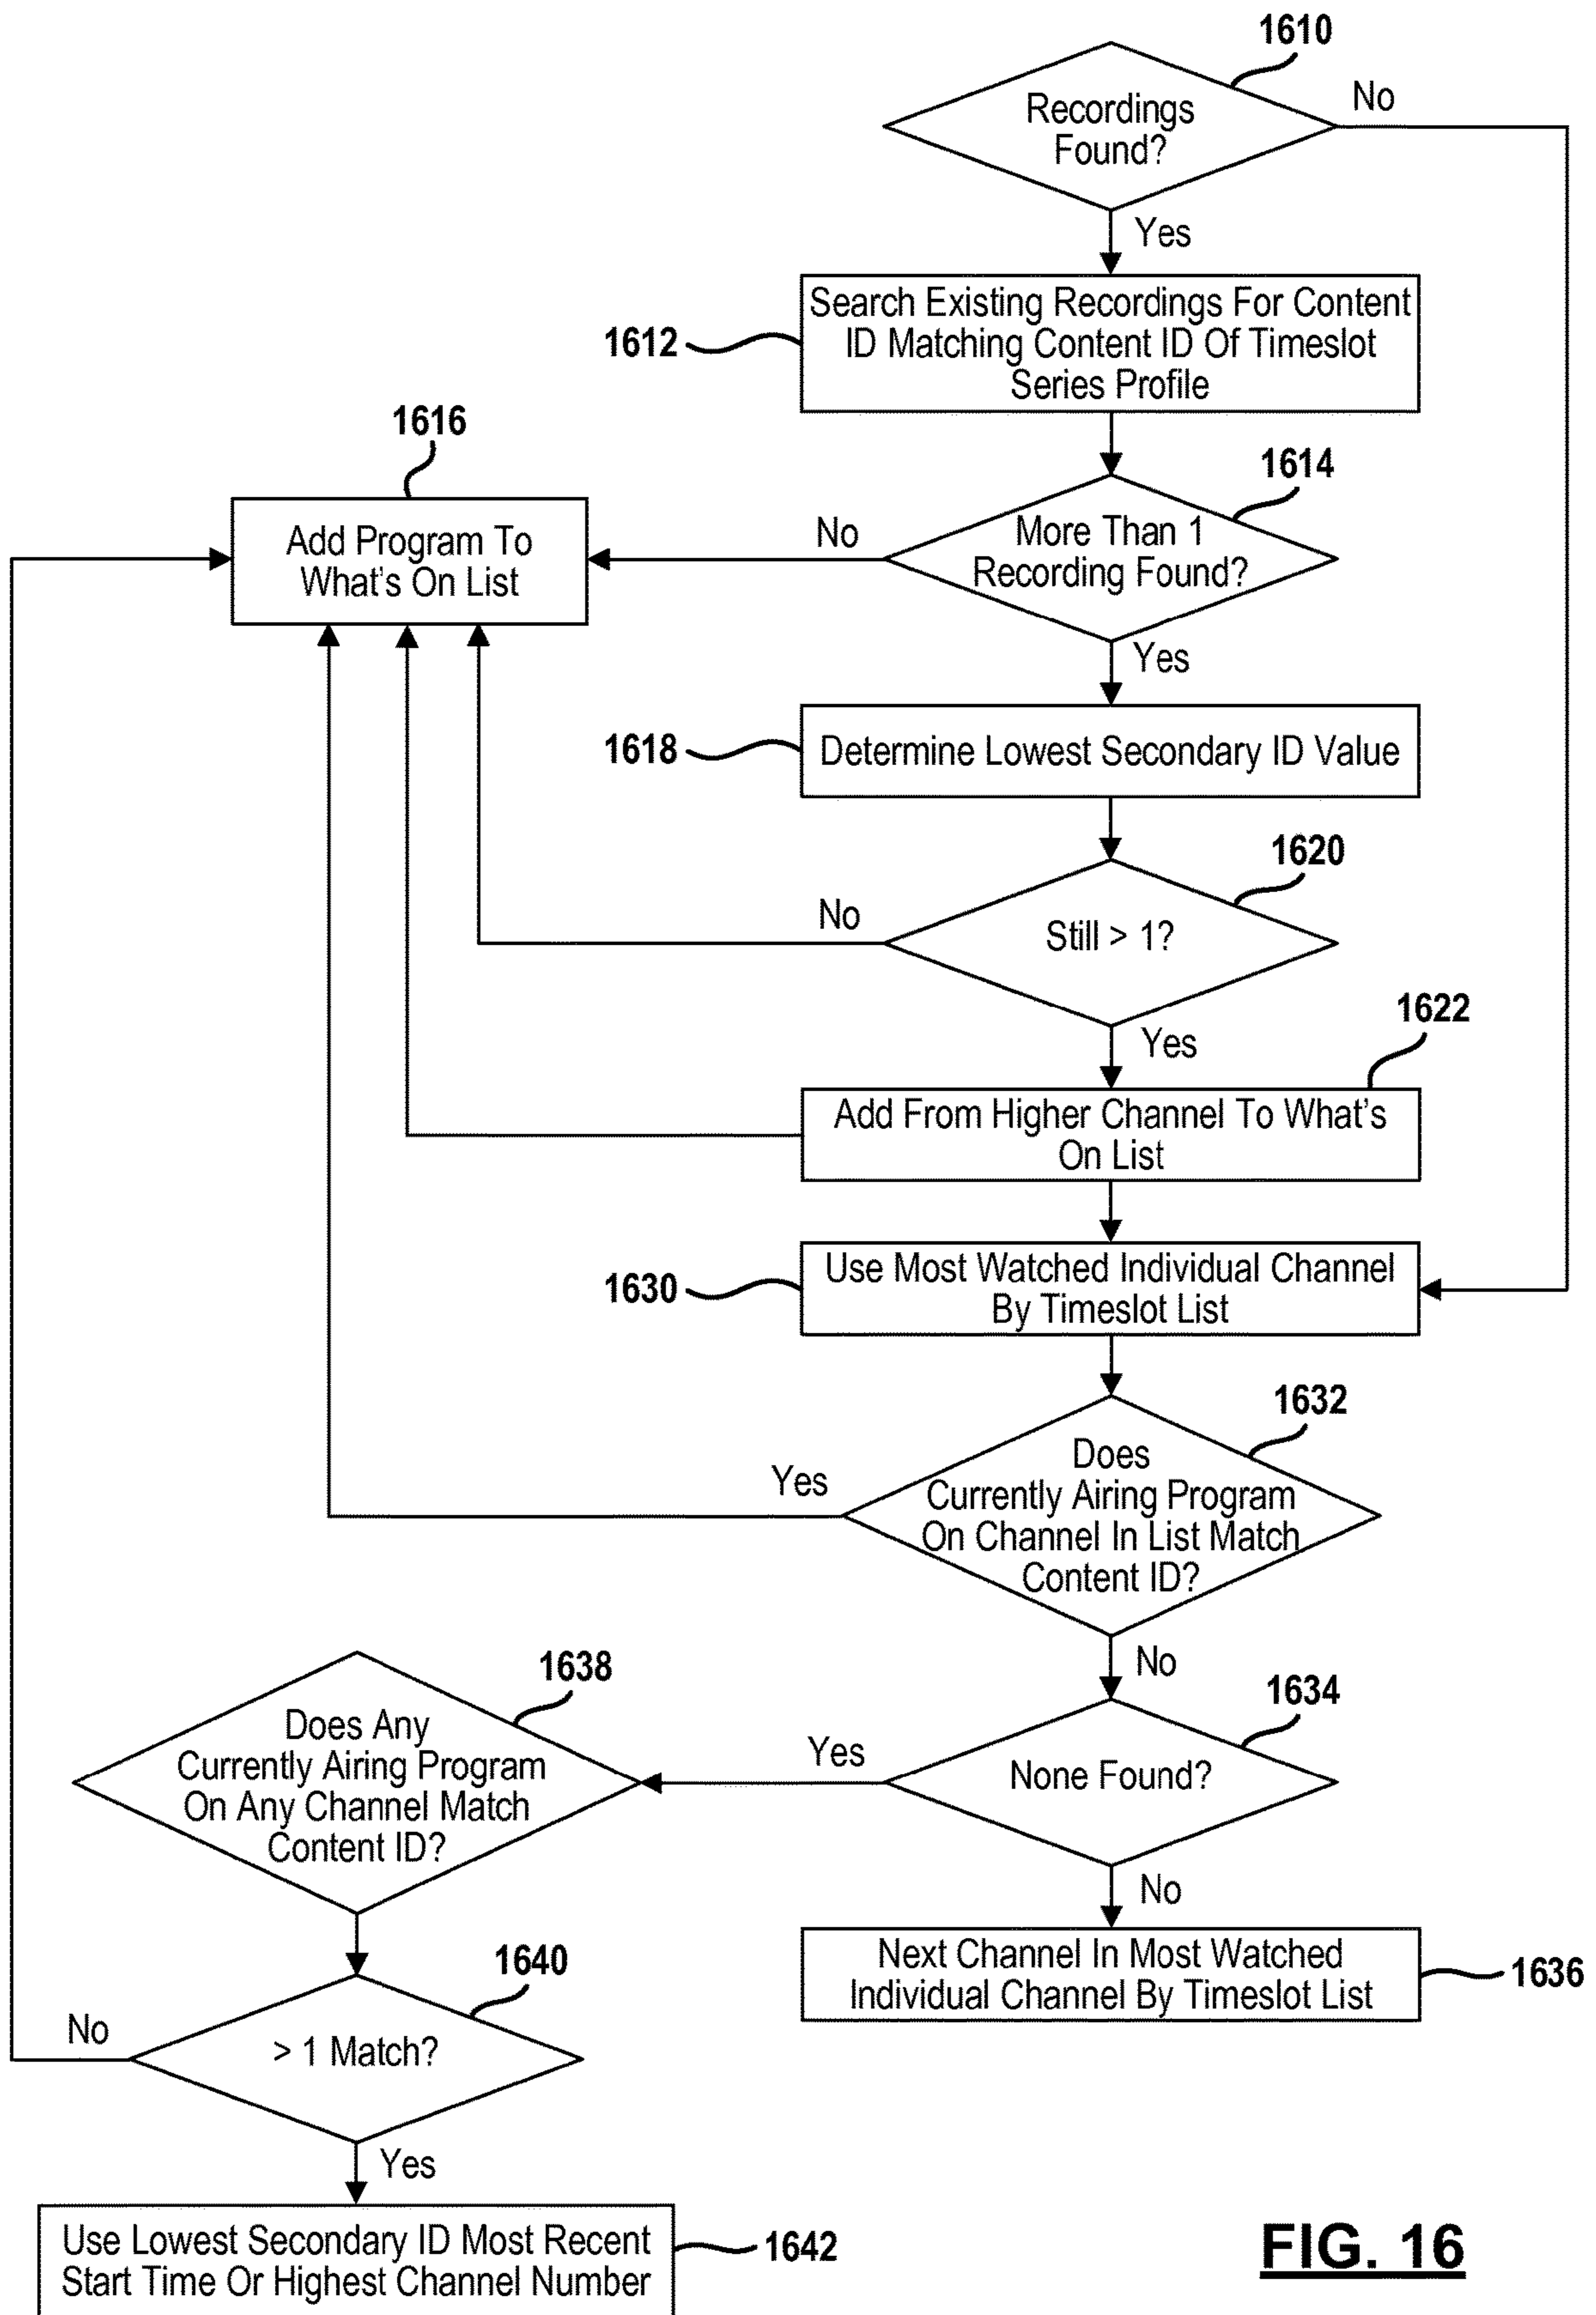 1610
Recordings
Found?
No
Yes
1612
Search Existing Recordings For Content
ID Matching Content ID Of Timeslot
Series Profile
1616
Add Program To
What's On List
1614
More Than 1
Recording Found?
No
Yes
1618
Determine Lowest Secondary ID Value
1620
Still > 1?
No
Yes
1622
Add From Higher Channel To What's
On List
1630
Use Most Watched Individual Channel
By Timeslot List
1632
Does
Currently Airing Program
On Channel In List Match
Content ID?
Yes
No
1634
None Found?
Yes
No
1638
Does Any
Currently Airing Program
On Any Channel Match
Content ID?
Next Channel In Most Watched
Individual Channel By Timeslot List
1636
1640
> 1 Match?
No
Yes
Use Lowest Secondary ID Most Recent
Start Time Or Highest Channel Number
1642
FIG. 16